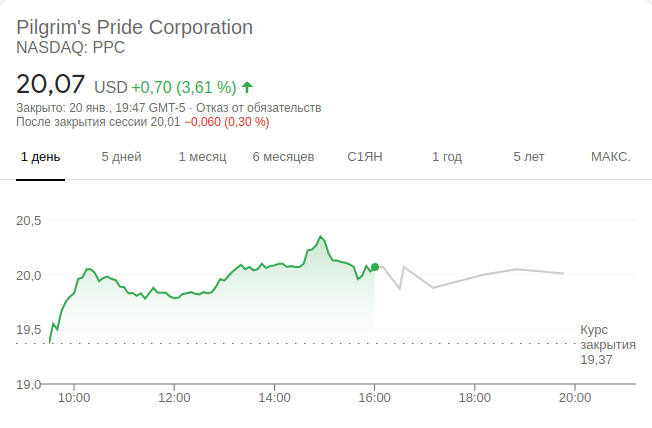 Pilgrim's Pride Corporation
NASDAQ: PPC
20,07 USD +0,70 (3,61 %)
Закрыто: 20 янв., 19:47 GMT-5 · Отказ от обязательств
После закрытия сессии 20,01 −0,060 (0,30 %)
1 день 5 дней 1 месяц 6 месяцев С1ЯН 1 год 5 лет МАКС.
20,5
20,0
19,5
Курс
закрытия
19,37
19,0
10:00 12:00 14:00 16:00 18:00 20:00